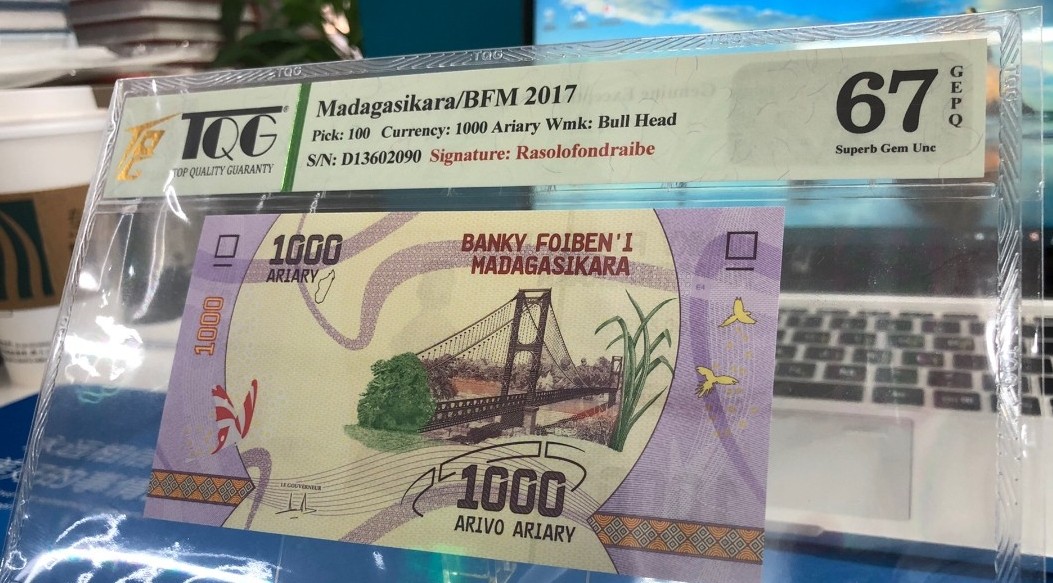 TQG
TOP QUALITY GUARANTY
Madagasikara/BFM 2017
Pick: 100 Currency: 1000 Ariary Wmk: Bull Head
S/N: D13602090 Signature: Rasolofondraibe
67
GEPQ
Superb Gem Unc
1000
ARIARY
BANKY FOIBEN'I
MADAGASIKARA
1000
LE GOUVERNEUR
1000
ARIVO ARIARY